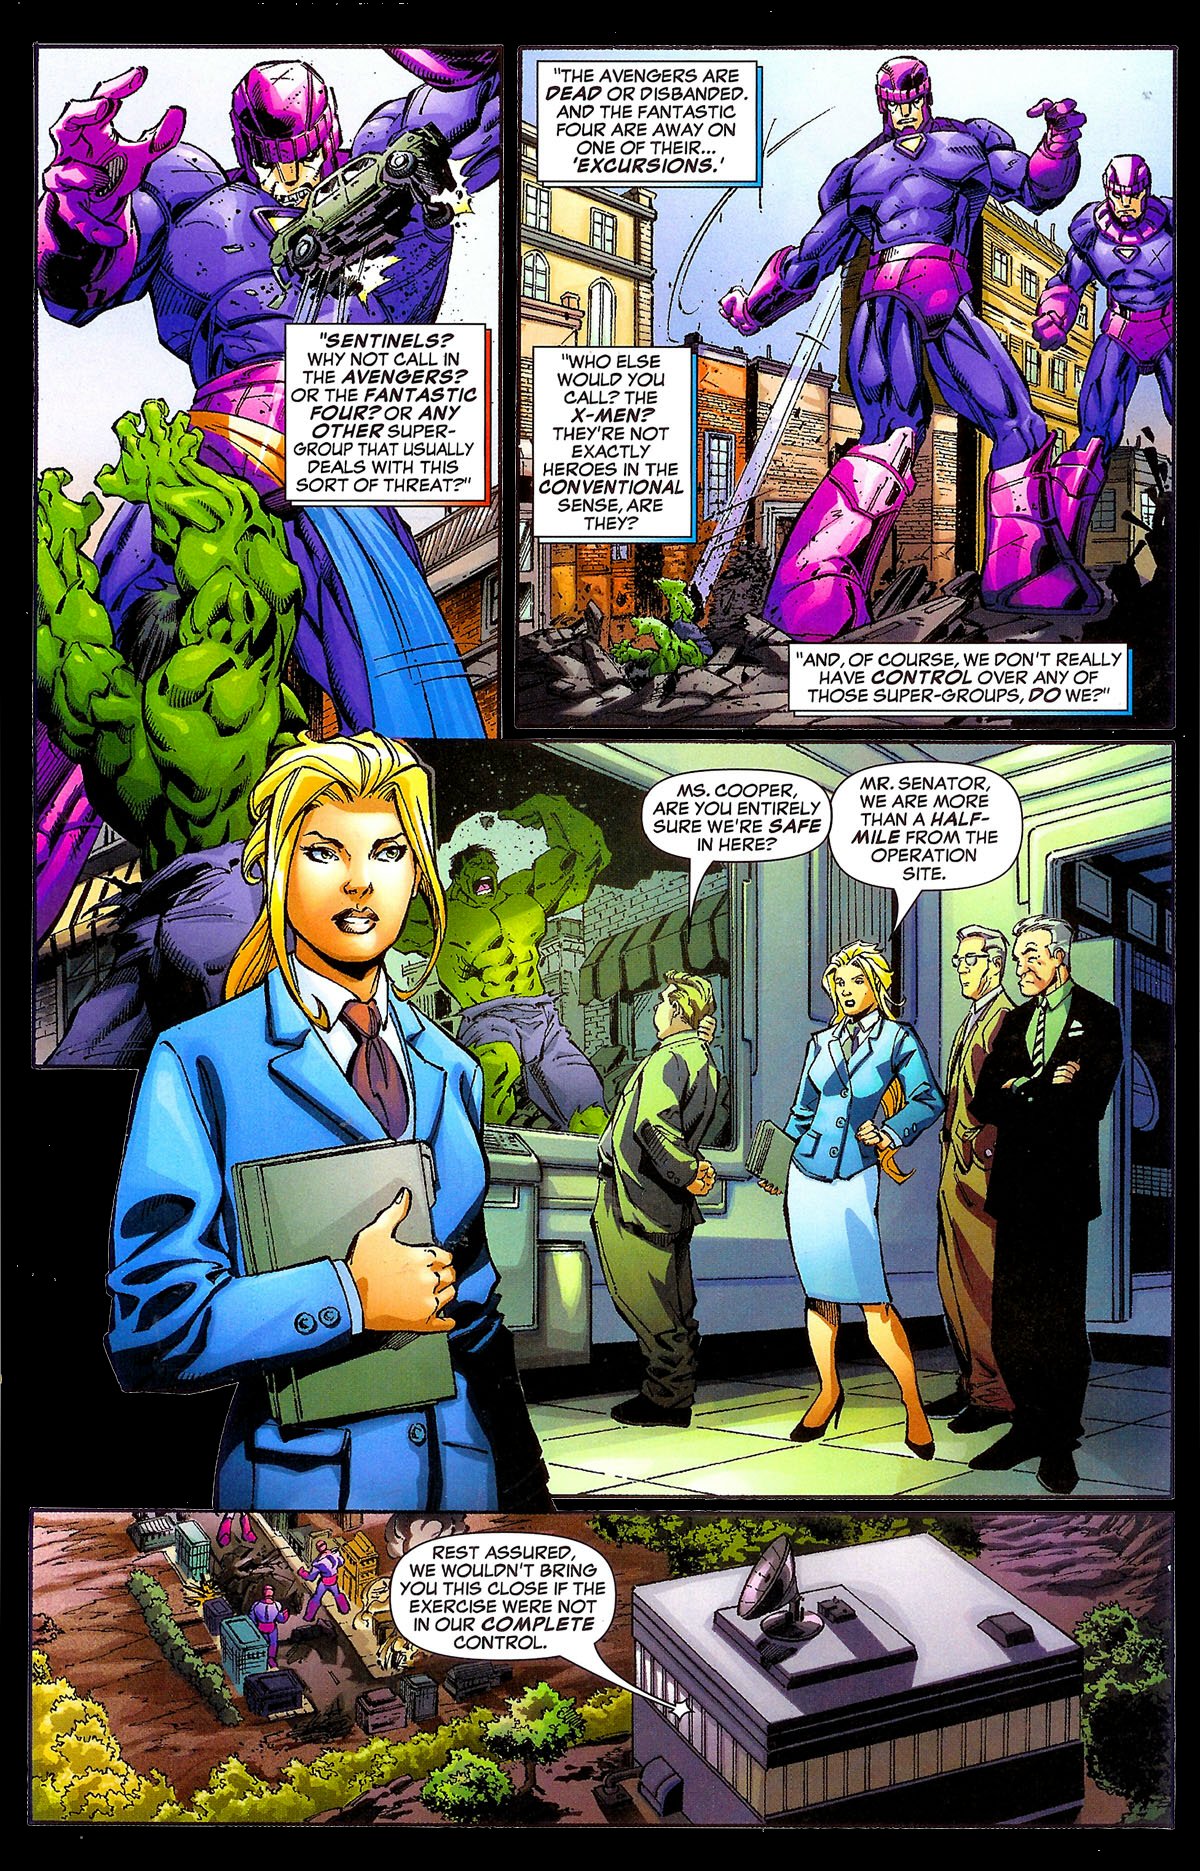 "SENTINELS?
WHY NOT CALL IN
THE AVENGERS?
OR THE FANTASTIC
FOUR? OR ANY
OTHER SUPER-
GROUP THAT USUALLY
DEALS WITH THIS
SORT OF THREAT?"
"THE AVENGERS ARE
DEAD OR DISBANDED.
AND THE FANTASTIC
FOUR ARE AWAY ON
ONE OF THEIR...
'EXCURSIONS.'
"WHO ELSE
WOULD YOU
CALL? THE
X-MEN?
THEY'RE NOT
EXACTLY
HEROES IN THE
CONVENTIONAL
SENSE, ARE
THEY?
"AND, OF COURSE, WE DON'T REALLY
HAVE CONTROL OVER ANY OF
THOSE SUPER-GROUPS, DO WE?"
MS. COOPER,
ARE YOU ENTIRELY
SURE WE'RE SAFE
IN HERE?
MR. SENATOR,
WE ARE MORE
THAN A HALF-
MILE FROM THE
OPERATION
SITE.
REST ASSURED,
WE WOULDN'T BRING
YOU THIS CLOSE IF THE
EXERCISE WERE NOT
IN OUR COMPLETE
CONTROL.